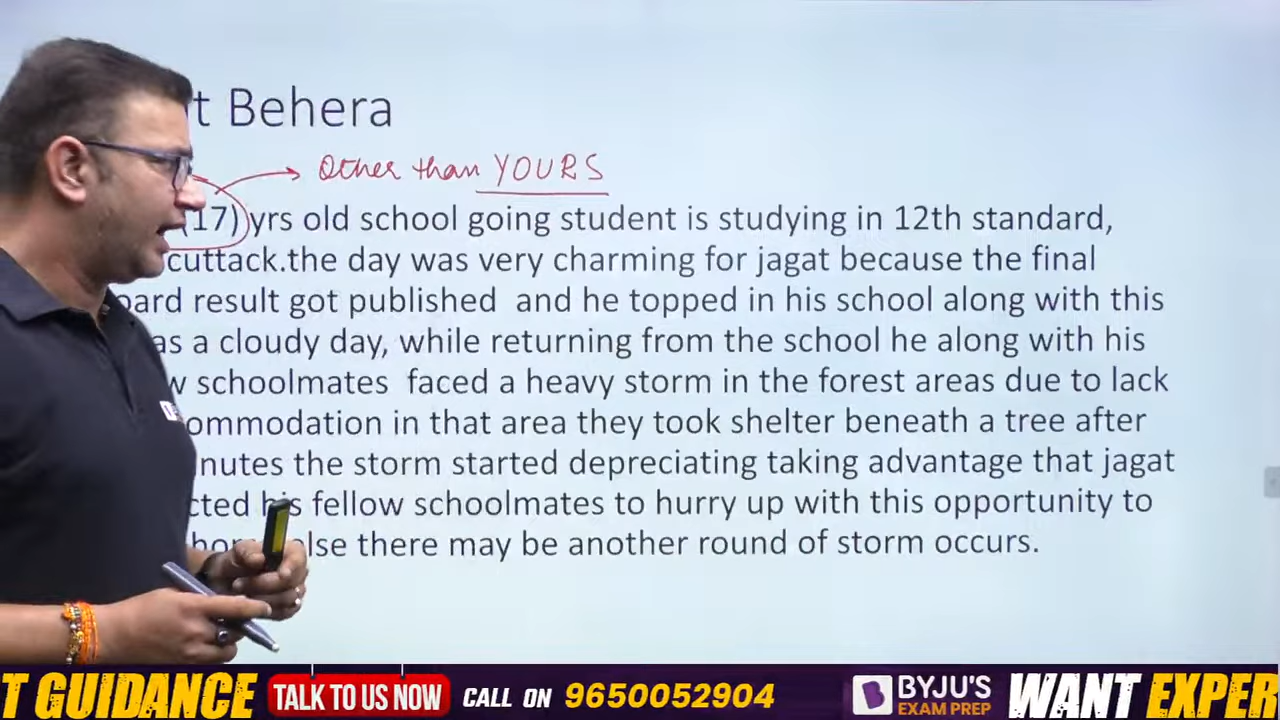 t Behera
Other than YOURS
(17) yrs old school going student is studying in 12th standard,
cuttack.the day was very charming for jagat because the final
ard result got published and he topped in his school along with this
as a cloudy day, while returning from the school he along with his
w schoolmates faced a heavy storm in the forest areas due to lack
ommodation in that area they took shelter beneath a tree after
nutes the storm started depreciating taking advantage that jagat
cted his fellow schoolmates to hurry up with this opportunity to
else there may be another round of storm occurs.
T GUIDANCE TALK TO US NOW CALL ON 9650052904 BYJU'S EXAM PREP WANT EXPER